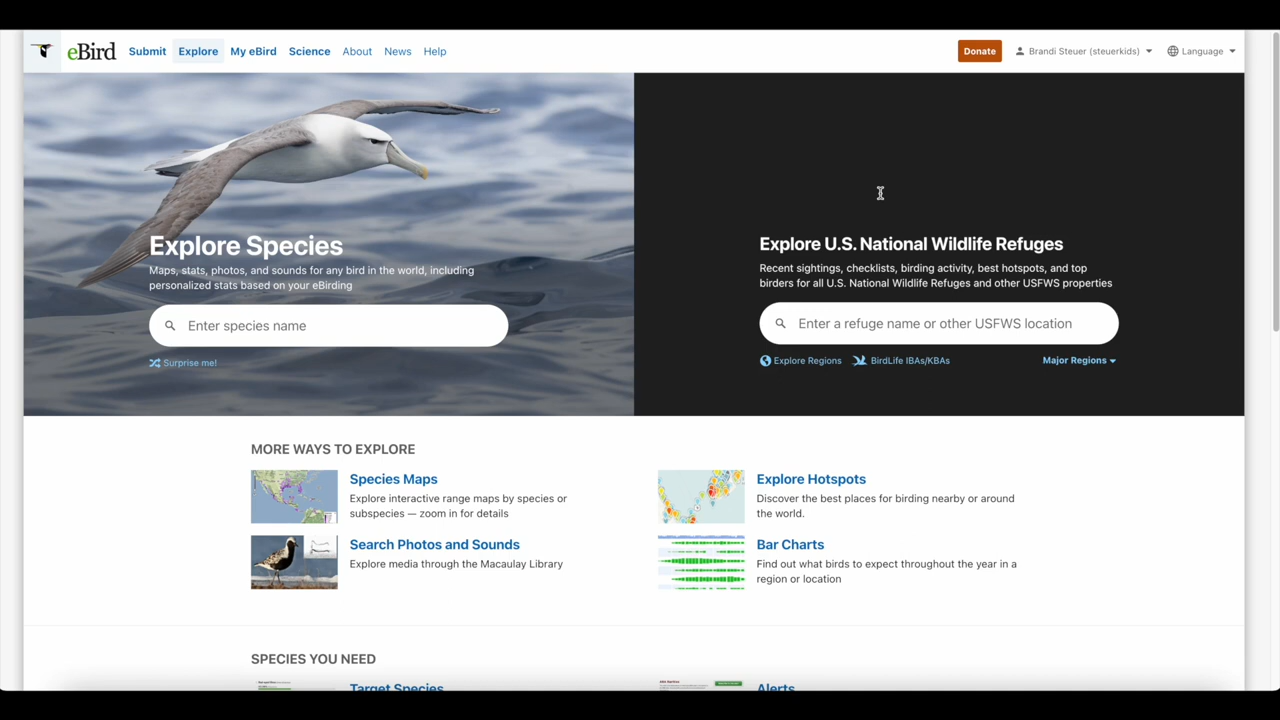 eBird Submit Explore My eBird Science About News Help Donate Brandi Steuer (steuerkids) Language
Explore Species
Maps, stats, photos, and sounds for any bird in the world, including
personalized stats based on your eBirding
Enter species name
Surprise me!
Explore U.S. National Wildlife Refuges
Recent sightings, checklists, birding activity, best hotspots, and top
birders for all U.S. National Wildlife Refuges and other USFWS properties
Enter a refuge name or other USFWS location
Explore Regions BirdLife IBAs/KBAs Major Regions
MORE WAYS TO EXPLORE
Species Maps
Explore interactive range maps by species or
subspecies — zoom in for details
Explore Hotspots
Discover the best places for birding nearby or around
the world.
Search Photos and Sounds
Explore media through the Macaulay Library
Bar Charts
Find out what birds to expect throughout the year in a
region or location
SPECIES YOU NEED
Target Species
Alerts